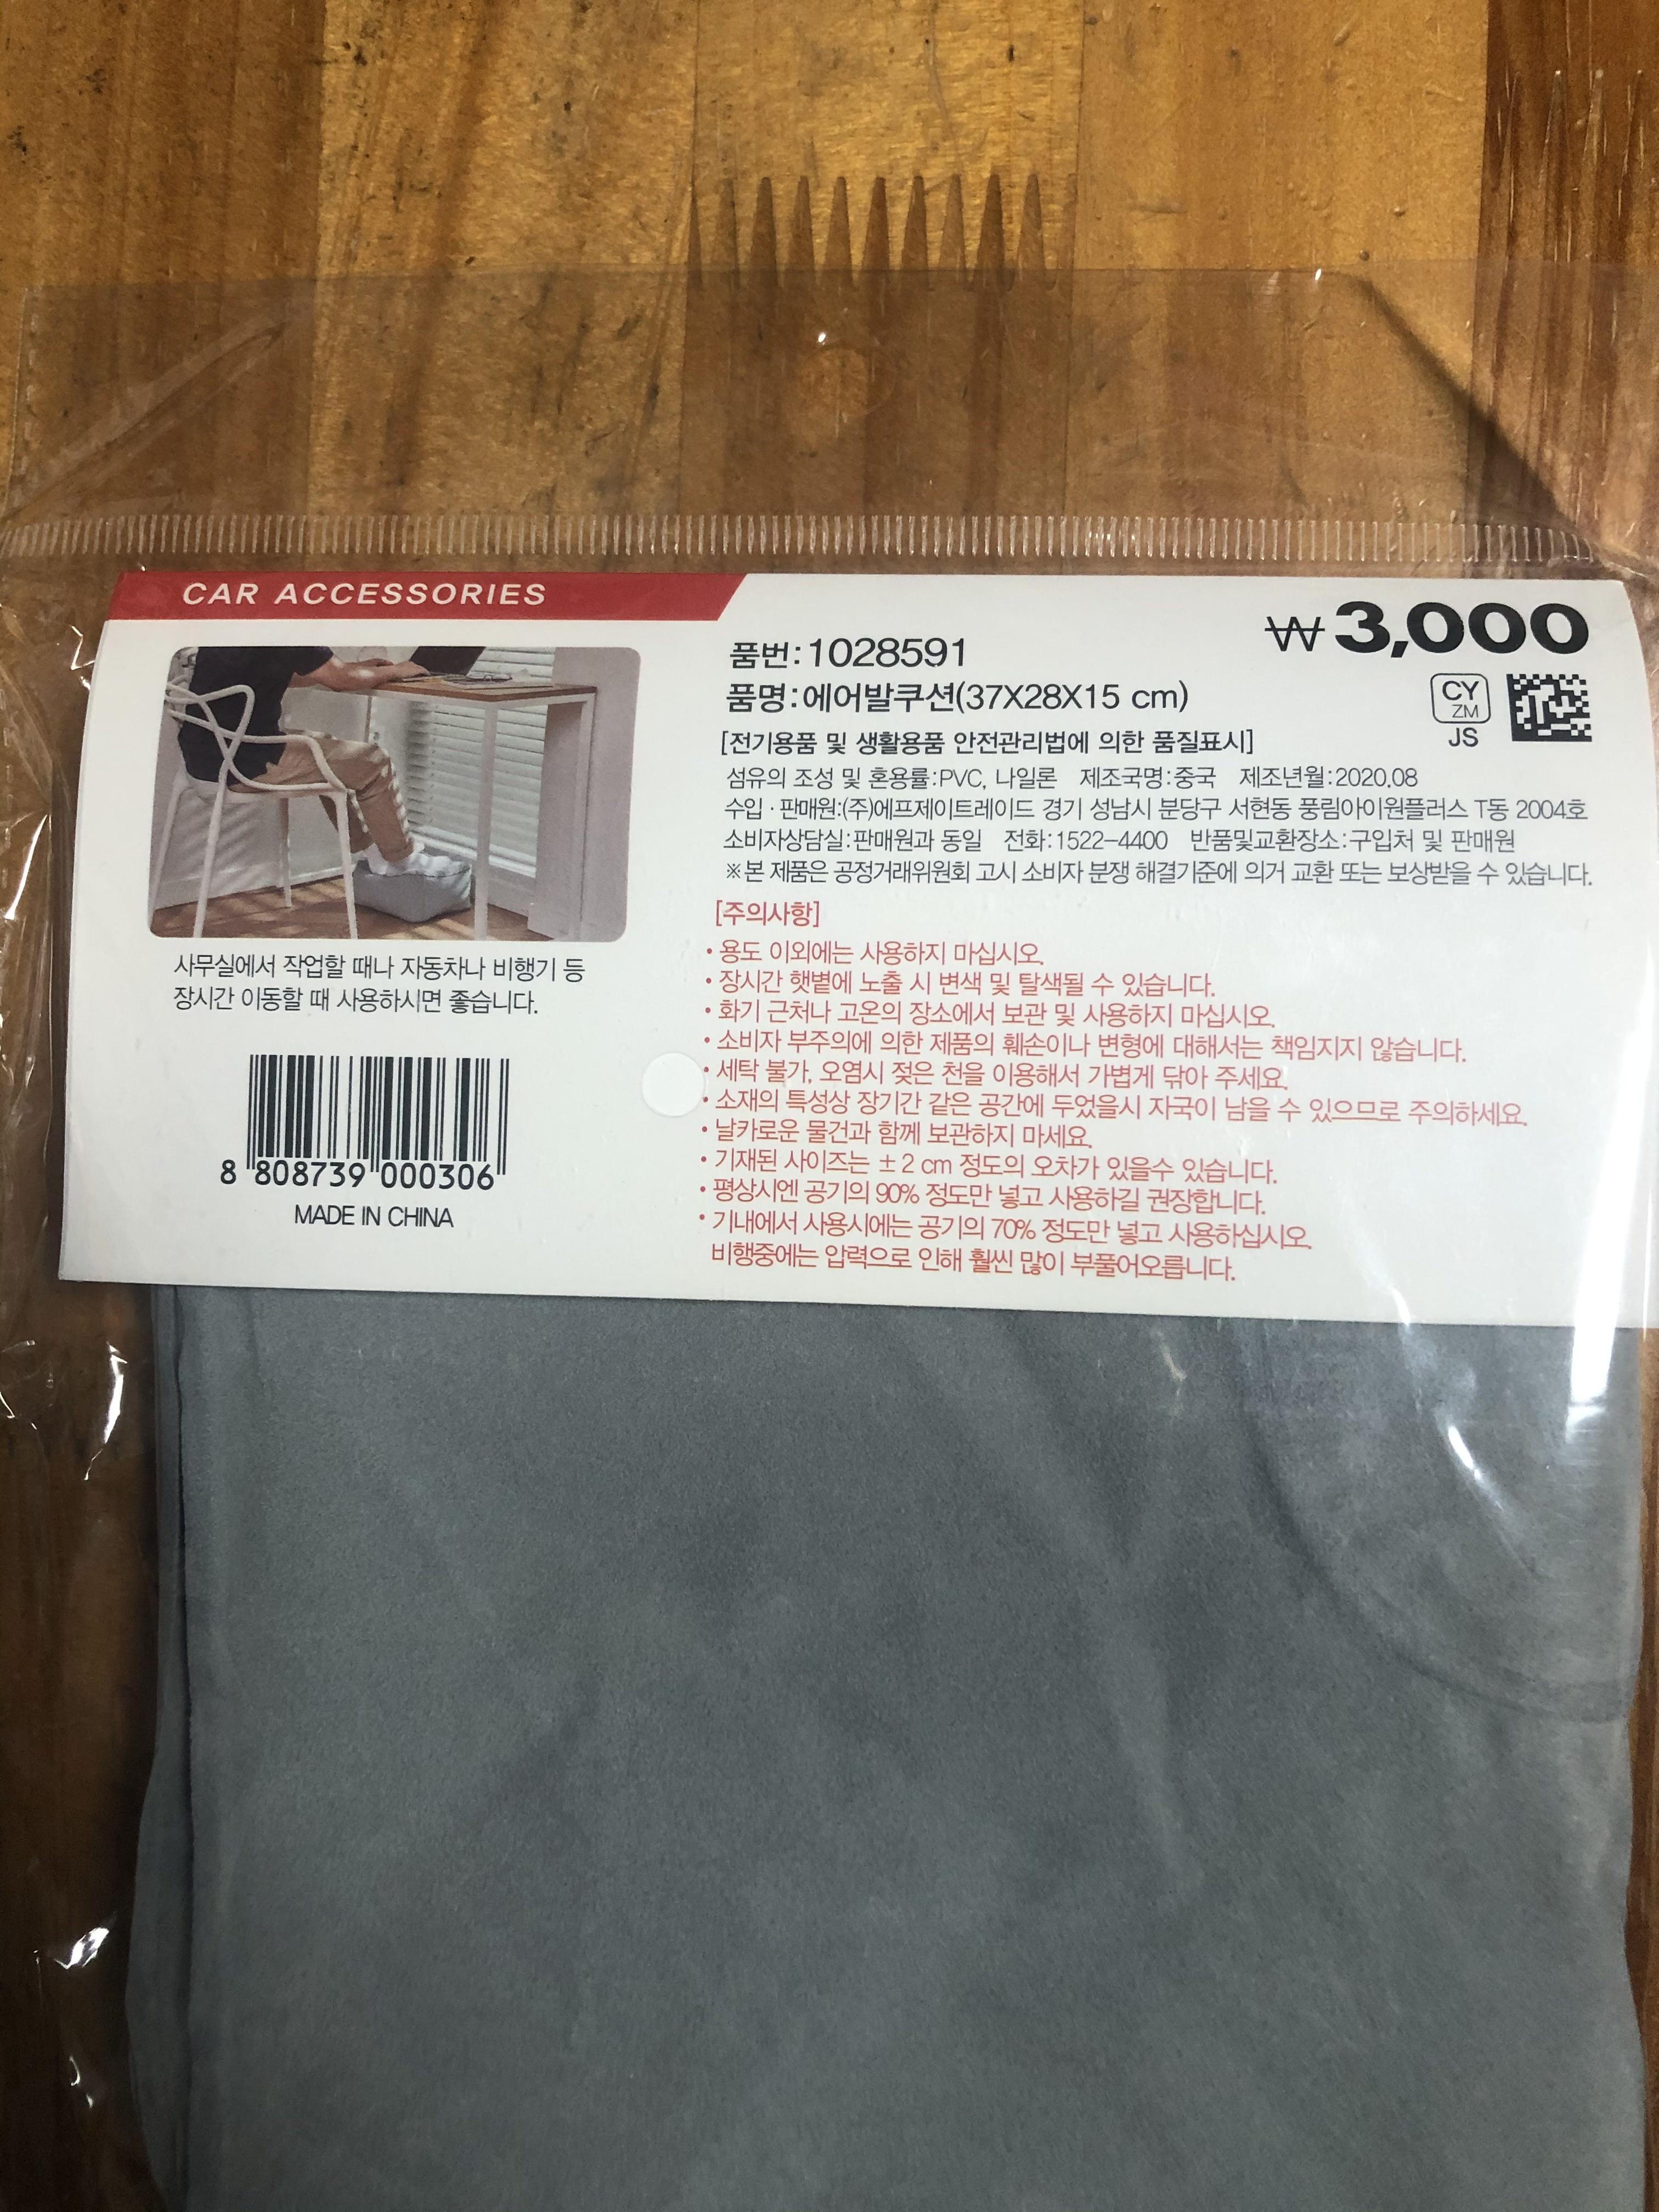 CAR ACCESSORIES
₩3,000
품번:1028591
품명:에어발쿠션(37X28X15 cm)
CY
ZM
JS
[전기용품 및 생활용품 안전관리법에 의한 품질표시]
섬유의 조성 및 혼용률:PVC, 나일론 제조국명:중국 제조년월:2020.08
수입·판매원:(주)에프제이트레이드 경기 성남시 분당구 서현동 풍림아이원플러스 T동 2004호
소비자상담실:판매원과 동일 전화:1522-4400 반품및교환장소:구입처 및 판매원
※본 제품은 공정거래위원회 고시 소비자 분쟁 해결기준에 의거 교환 또는 보상받을 수 있습니다.
[주의사항]
•용도 이외에는 사용하지 마십시오.
•장시간 햇볕에 노출 시 변색 및 탈색될 수 있습니다.
•화기 근처나 고온의 장소에서 보관 및 사용하지 마십시오.
•소비자 부주의에 의한 제품의 훼손이나 변형에 대해서는 책임지지 않습니다.
•세탁 불가, 오염시 젖은 천을 이용해서 가볍게 닦아 주세요.
•소재의 특성상 장기간 같은 공간에 두었을시 자국이 남을 수 있으므로 주의하세요.
•날카로운 물건과 함께 보관하지 마세요.
•기재된 사이즈는 ±2 cm 정도의 오차가 있을수 있습니다.
•평상시엔 공기의 90% 정도만 넣고 사용하길 권장합니다.
•기내에서 사용시에는 공기의 70% 정도만 넣고 사용하십시오.
비행중에는 압력으로 인해 훨씬 많이 부풀어오릅니다.
사무실에서 작업할 때나 자동차나 비행기 등
장시간 이동할 때 사용하시면 좋습니다.
8 808739 000306
MADE IN CHINA